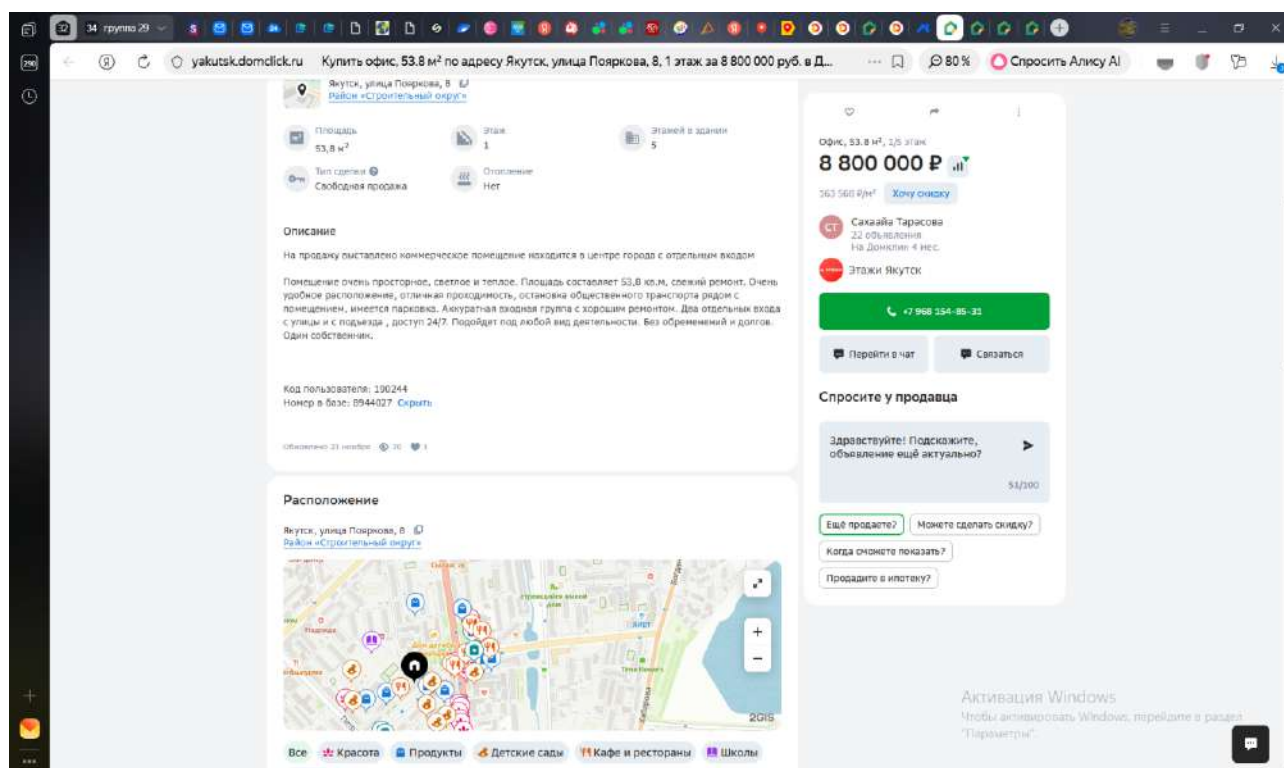 34 группа 29
yakutsk.domclick.ru Купить офис, 53.8 м² по адресу Якутск, улица Пояркова, 8, 1 этаж за 8 800 000 руб. в Д...
80 %
Спросить Алису AI
Якутск, улица Пояркова, 8
Район «Строительный округ»
Площадь
53,8 м²
Этаж
1
Этажей в здании
5
Тип сделки
Свободная продажа
Отопление
Нет
Описание
На продажу выставлено коммерческое помещение находится в центре города с отдельным входом
Помещение очень просторное, светлое и теплое. Площадь составляет 53,8 кв.м, свежий ремонт. Очень
удобное расположение, отличная проходимость, остановка общественного транспорта рядом с
помещением, имеется парковка. Аккуратная входная группа с хорошим ремонтом. Два отдельных входа
с улицы и с подъезда , доступ 24/7. Подойдет под любой вид деятельности. Без обременений и долгов.
Один собственник.
Код пользователя: 190244
Номер в базе: 8944027 Скрыть
Обновлено 21 ноября
Расположение
Якутск, улица Пояркова, 8
Район «Строительный округ»
2GIS
Все
Красота
Продукты
Детские сады
Кафе и рестораны
Школы
Офис, 53.8 м², 1/5 этаж
8 800 000 ₽
163 568 ₽/м²
Хочу скидку
СТ
Сахаайа Тарасова
22 объявления
На Домклик 4 мес.
Этажи Якутск
+7 968 154-85-31
Перейти в чат
Связаться
Спросите у продавца
Здравствуйте! Подскажите,
объявление ещё актуально?
51/100
Ещё продаете?
Можете сделать скидку?
Когда сможете показать?
Продадите в ипотеку?
Активация Windows
Чтобы активировать Windows, перейдите в раздел
"Параметры".